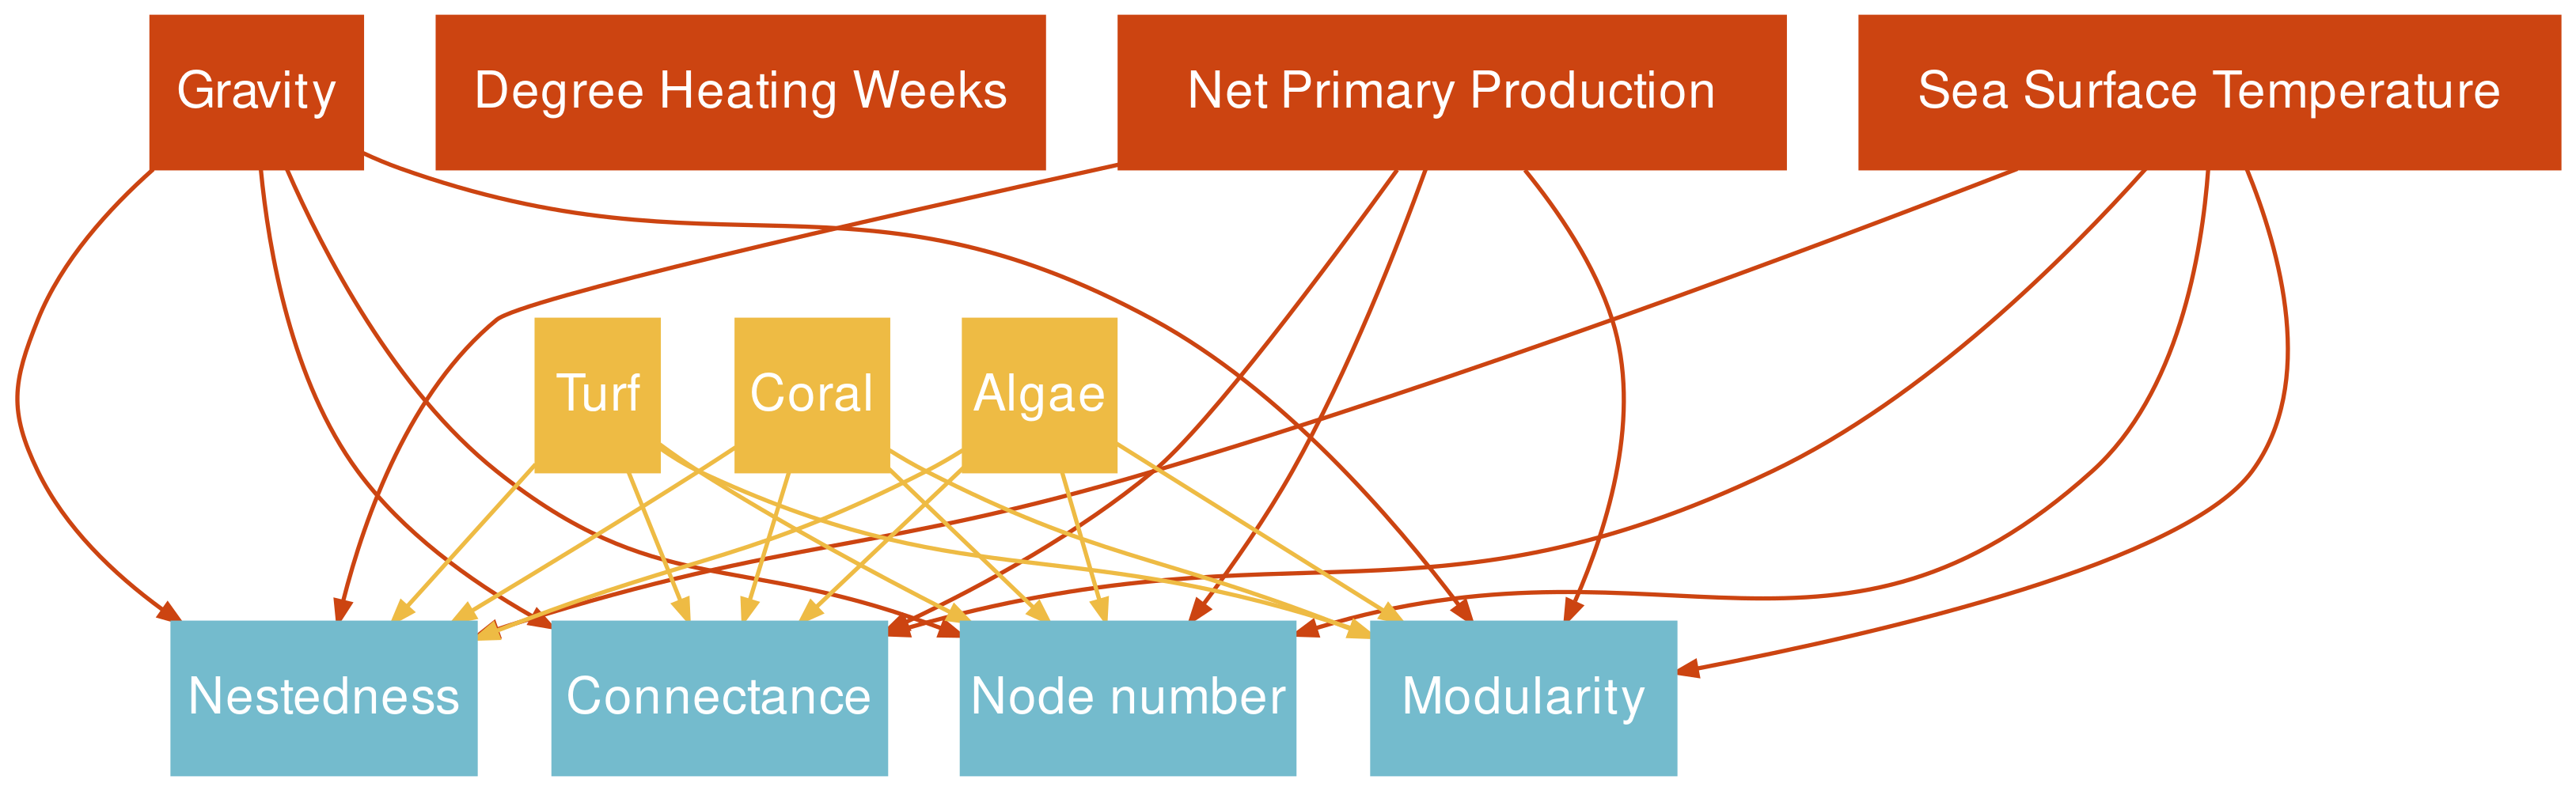 Gravity
Degree Heating Weeks
Net Primary Production
Sea Surface Temperature
Turf
Coral
Algae
Nestedness
Connectance
Node number
Modularity